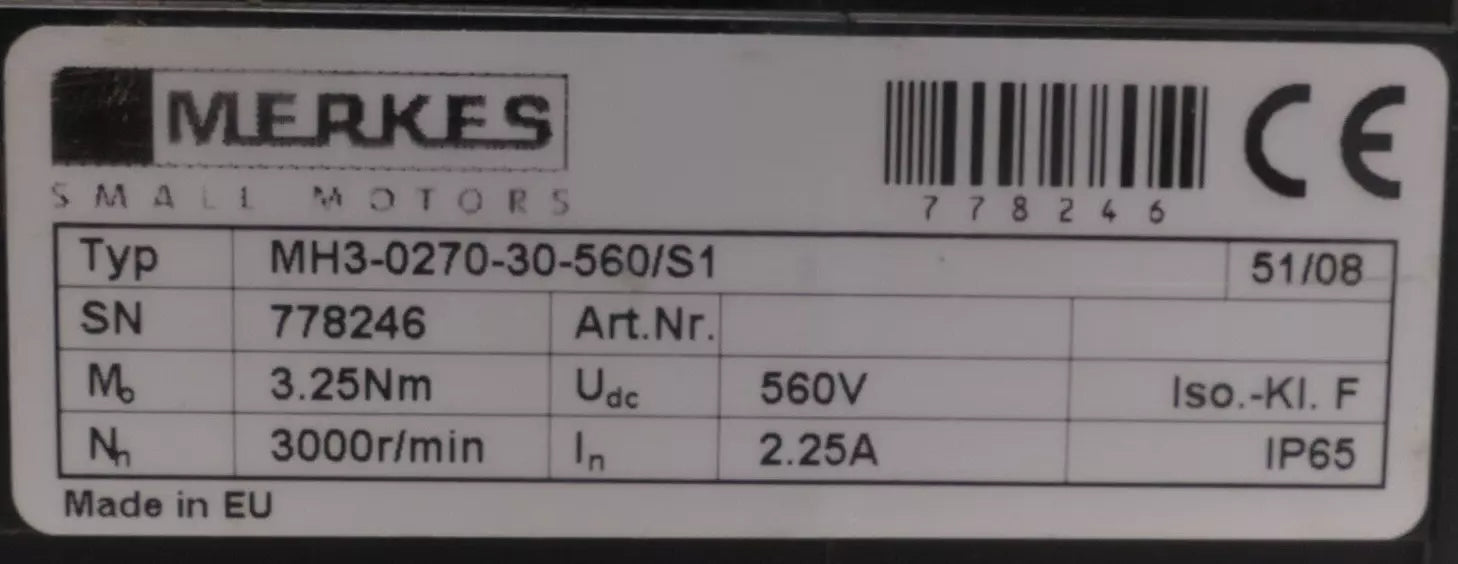 MERKES
SMALL MOTORS
778246
CE
Typ MH3-0270-30-560/S1 51/08
SN 778246 Art.Nr.
M₀ 3.25Nm Udc 560V Iso.-Kl. F
Nn 3000r/min In 2.25A IP65
Made in EU